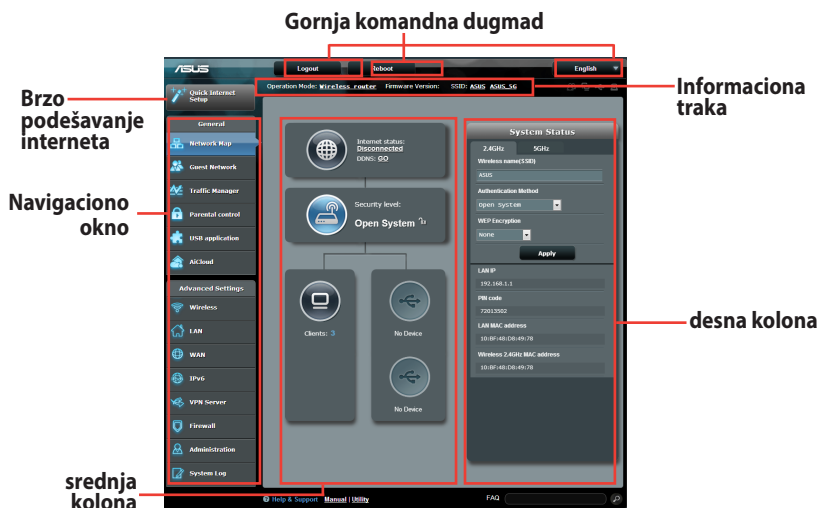 Gornja komandna dugmad
ASUS
Logout
Reboot
English
Quick Internet
Setup
Operation Mode: Wireless router Firmware Version: SSID: ASUS ASUS_5G
Informaciona
traka
Brzo
podešavanje
interneta
General
Network Map
Guest Network
Traffic Manager
Parental control
USB application
AiCloud
Navigaciono
okno
Advanced Settings
Wireless
LAN
WAN
IPv6
VPN Server
Firewall
Administration
System Log
Internet status:
Disconnected
DDNS: GO
Security level:
Open System
Clients: 3
No Device
No Device
System Status
2.4GHz 5GHz
Wireless name(SSID)
ASUS
Authentication Method
Open System
WEP Encryption
None
Apply
LAN IP
192.168.1.1
PIN code
72013502
LAN MAC address
10:BF:48:D8:49:78
Wireless 2.4GHz MAC address
10:BF:48:D8:49:78
desna kolona
srednja
kolona
Help & Support Manual | Utility
FAQ